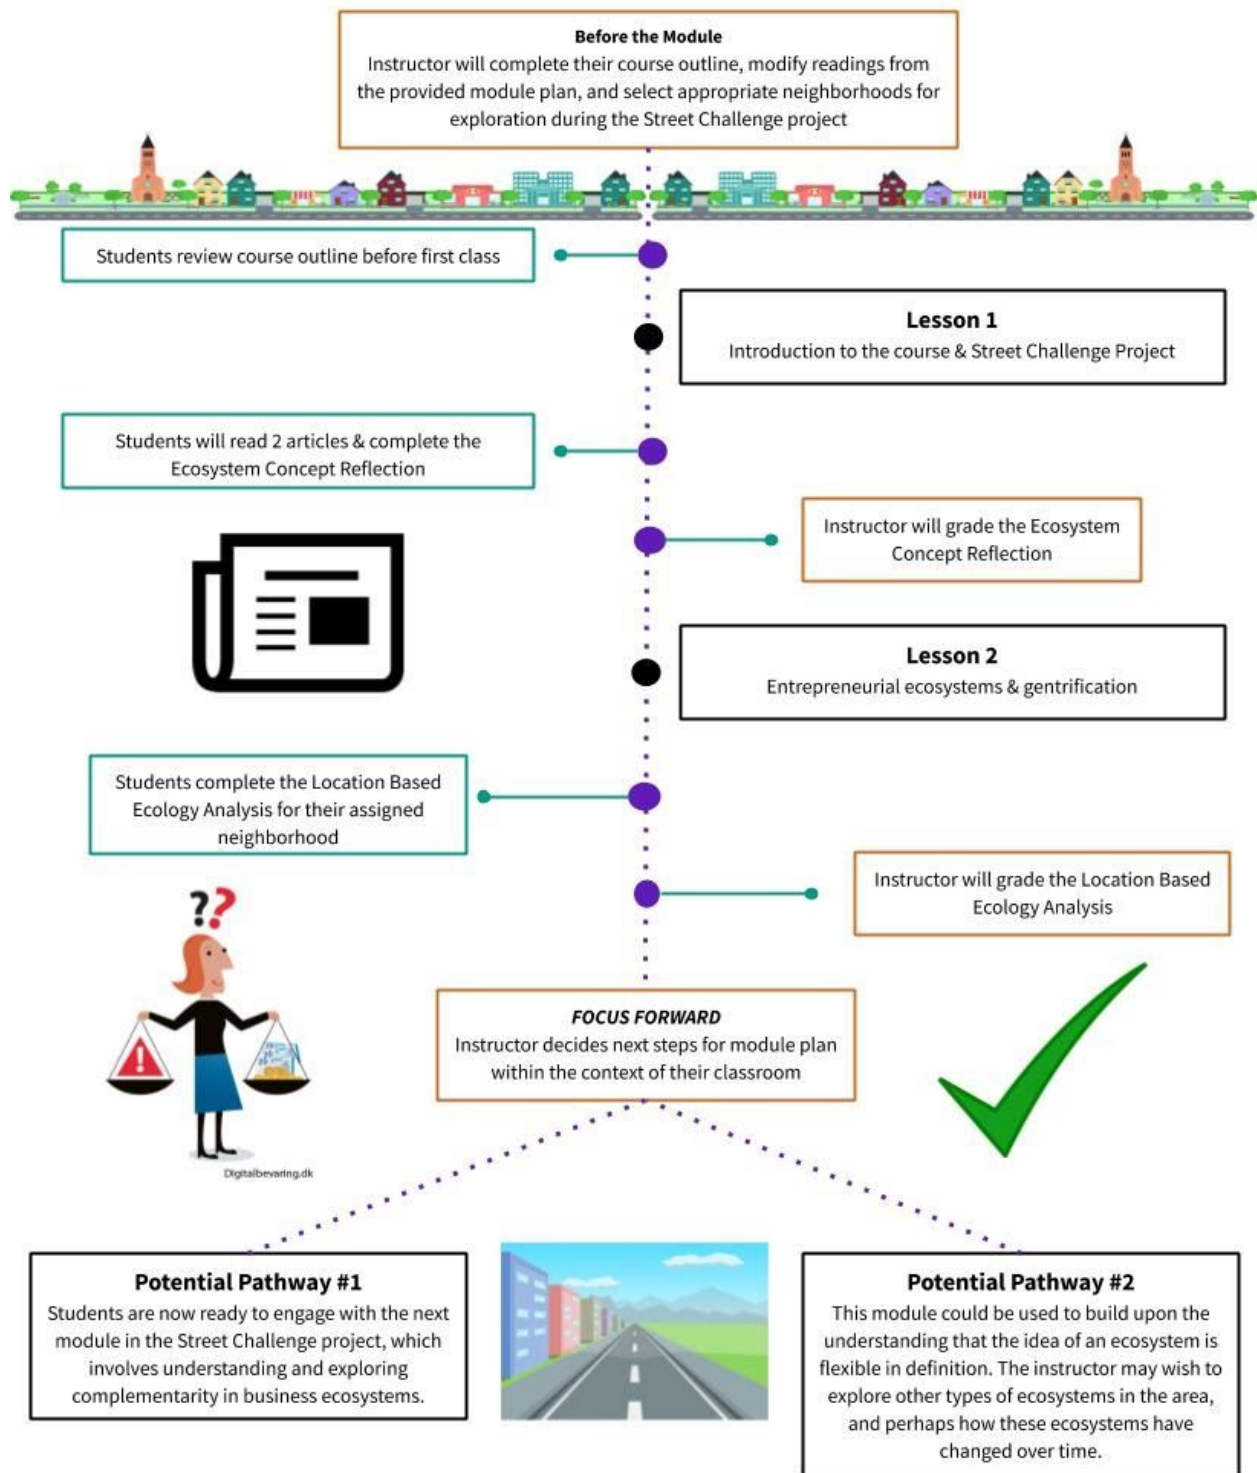 Before the Module
Instructor will complete their course outline, modify readings from
the provided module plan, and select appropriate neighborhoods for
exploration during the Street Challenge project
Students review course outline before first class
Lesson 1
Introduction to the course & Street Challenge Project
Students will read 2 articles & complete the
Ecosystem Concept Reflection
Instructor will grade the Ecosystem
Concept Reflection
Lesson 2
Entrepreneurial ecosystems & gentrification
Students complete the Location Based
Ecology Analysis for their assigned
neighborhood
Instructor will grade the Location Based
Ecology Analysis
??
!
Digitalbevaring.dk
FOCUS FORWARD
Instructor decides next steps for module plan
within the context of their classroom
Potential Pathway #1
Students are now ready to engage with the next
module in the Street Challenge project, which
involves understanding and exploring
complementarity in business ecosystems.
Potential Pathway #2
This module could be used to build upon the
understanding that the idea of an ecosystem is
flexible in definition. The instructor may wish to
explore other types of ecosystems in the area,
and perhaps how these ecosystems have
changed over time.